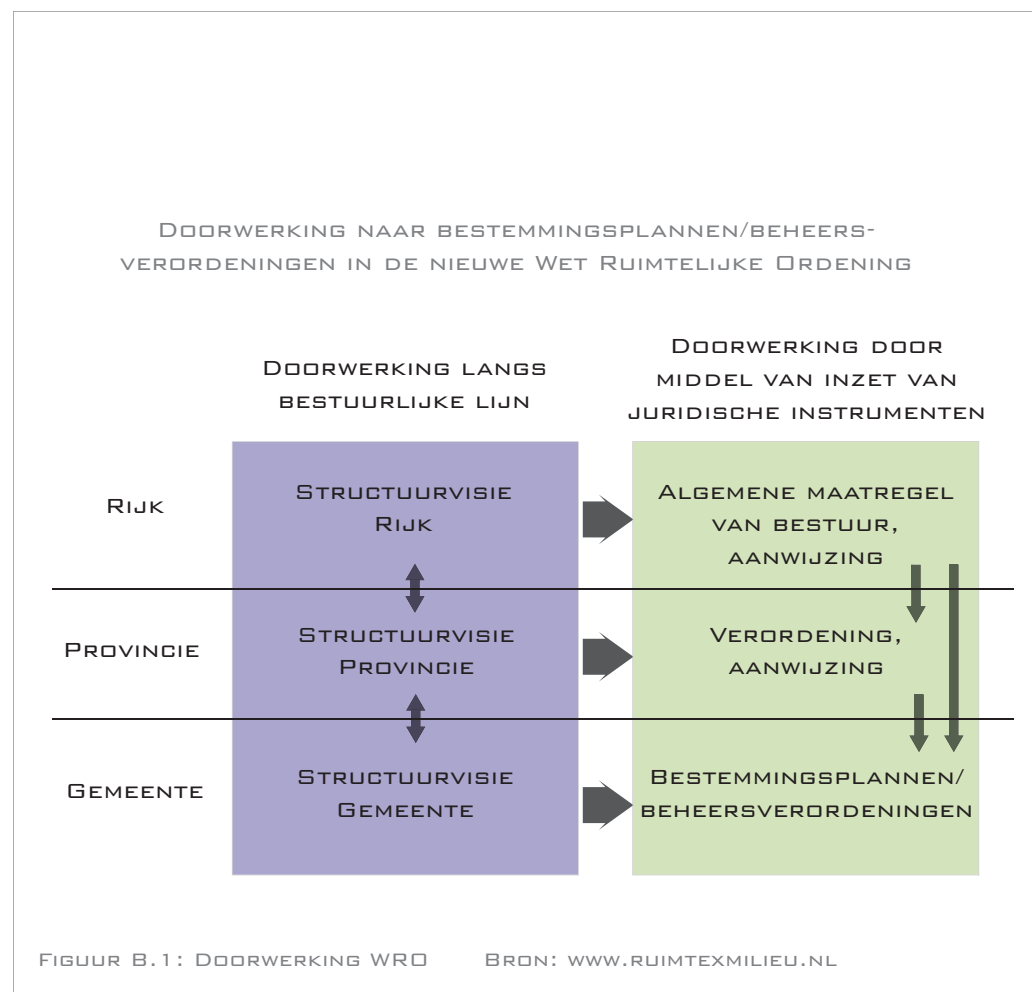 Doorwerking naar bestemmingsplannen/beheers-
verordeningen in de nieuwe Wet Ruimtelijke Ordening
Doorwerking langs
bestuurlijke lijn
Doorwerking door
middel van inzet van
juridische instrumenten
Rijk
Structuurvisie
Rijk
Algemene maatregel
van bestuur,
aanwijzing
Provincie
Structuurvisie
Provincie
Verordening,
aanwijzing
Gemeente
Structuurvisie
Gemeente
Bestemmingsplannen/
beheersverordeningen
Figuur B.1: Doorwerking WRO Bron: www.ruimtexmilieu.nl